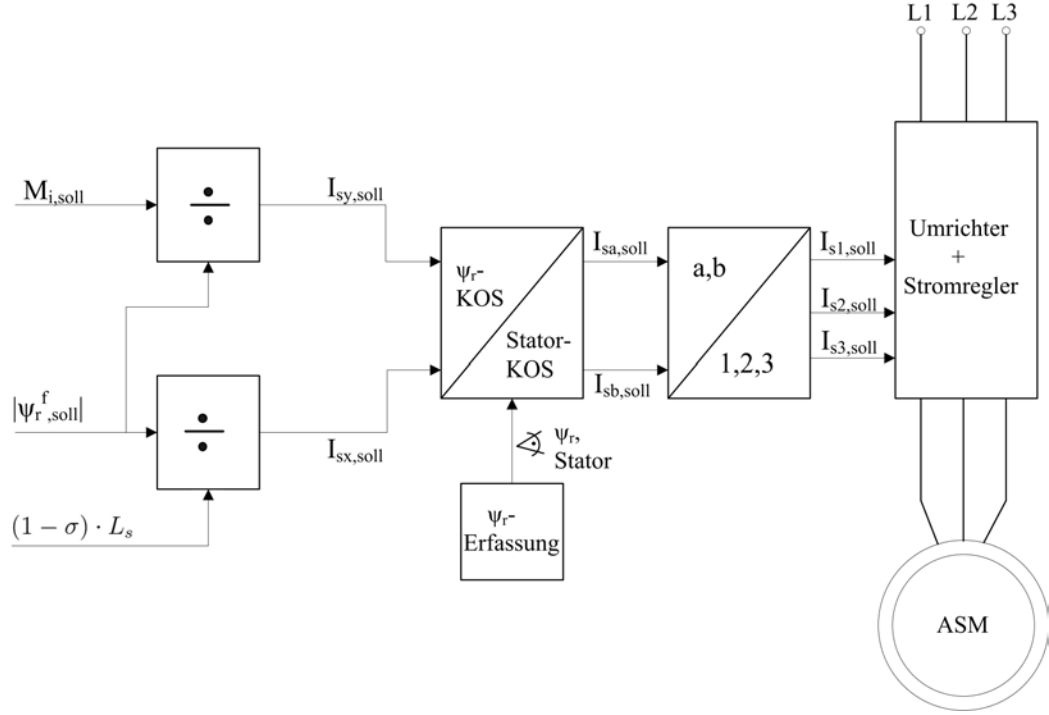 L1 L2 L3
M_{i,soll}
÷
I_{sy,soll}
|ψ_r^f_{,soll}|
÷
I_{sx,soll}
(1 − σ) · L_s
ψ_r-
KOS
Stator-
KOS
∢ ψ_r,
Stator
ψ_r-
Erfassung
I_{sa,soll}
I_{sb,soll}
a,b
1,2,3
I_{s1,soll}
I_{s2,soll}
I_{s3,soll}
Umrichter
+
Stromregler
ASM